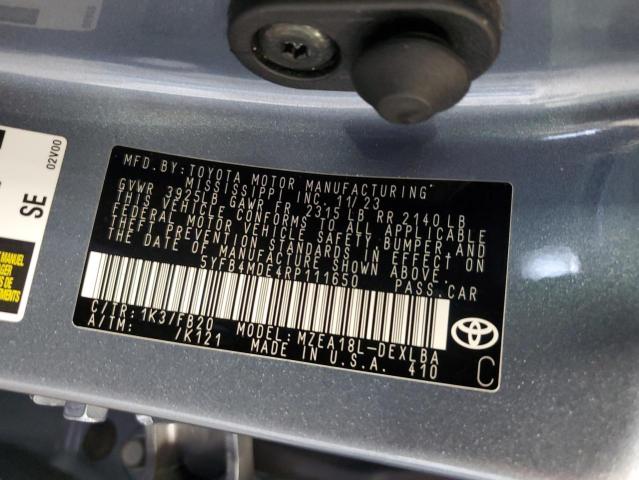 02V00
SE
MANUEL
MFD.BY:TOYOTA MOTOR MANUFACTURING,
MISSISSIPPI, INC. 11/23
GVWR 3925LB GAWR FR 2315 LB RR 2140 LB
THIS VEHICLE CONFORMS TO ALL APPLICABLE
FEDERAL MOTOR VEHICLE SAFETY, BUMPER, AND
THEFT PREVENTION STANDARDS IN EFFECT ON
THE DATE OF MANUFACTURE SHOWN ABOVE.
5YFB4MDE4RP111650 PASS.CAR
C/TR: 1K3/FB20 MODEL: MZEA18L-DEXLBA
A/TM: /K121 MADE IN U.S.A. 410
C